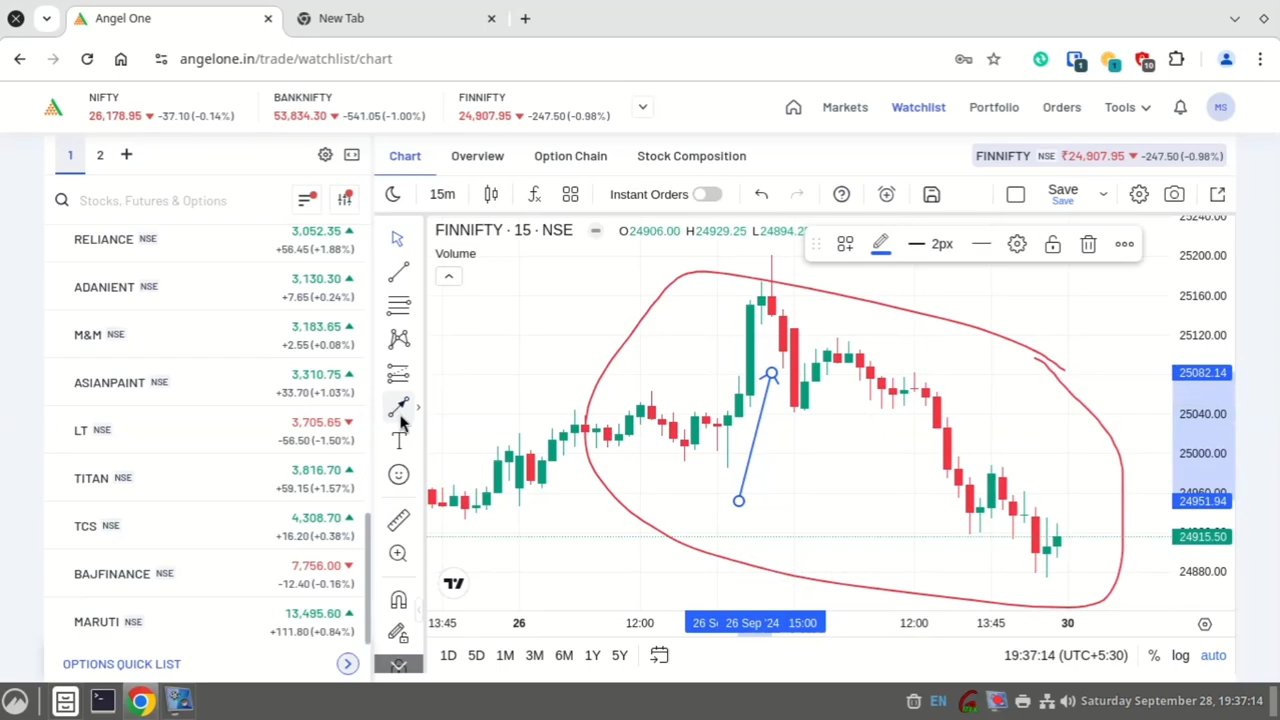 Angel One
New Tab
angelone.in/trade/watchlist/chart
1
1
10
NIFTY
26,178.95 -37.10 (-0.14%)
BANKNIFTY
53,834.30 -541.05 (-1.00%)
FINNIFTY
24,907.95 -247.50 (-0.98%)
Markets
Watchlist
Portfolio
Orders
Tools
MS
1
2
Chart
Overview
Option Chain
Stock Composition
FINNIFTY NSE ₹24,907.95 -247.50 (-0.98%)
Stocks, Futures & Options
15m
Instant Orders
Save
Save
RELIANCE NSE
3,052.35
+56.45 (+1.88%)
ADANIENT NSE
3,130.30
+7.65 (+0.24%)
M&M NSE
3,183.65
+2.55 (+0.08%)
ASIANPAINT NSE
3,310.75
+33.70 (+1.03%)
LT NSE
3,705.65
-56.50 (-1.50%)
TITAN NSE
3,816.70
+59.15 (+1.57%)
TCS NSE
4,308.70
+16.20 (+0.38%)
BAJFINANCE NSE
7,756.00
-12.40 (-0.16%)
MARUTI NSE
13,495.60
+111.80 (+0.84%)
OPTIONS QUICK LIST
FINNIFTY · 15 · NSE
O24906.00 H24929.25 L24894.2
2px
Volume
25240.00
25200.00
25160.00
25120.00
25082.14
25040.00
25000.00
24951.94
24915.50
24880.00
13:45
26
12:00
26 S
26 Sep '24 15:00
12:00
13:45
30
1D
5D
1M
3M
6M
1Y
5Y
19:37:14 (UTC+5:30)
%
log
auto
EN
Saturday September 28, 19:37:14